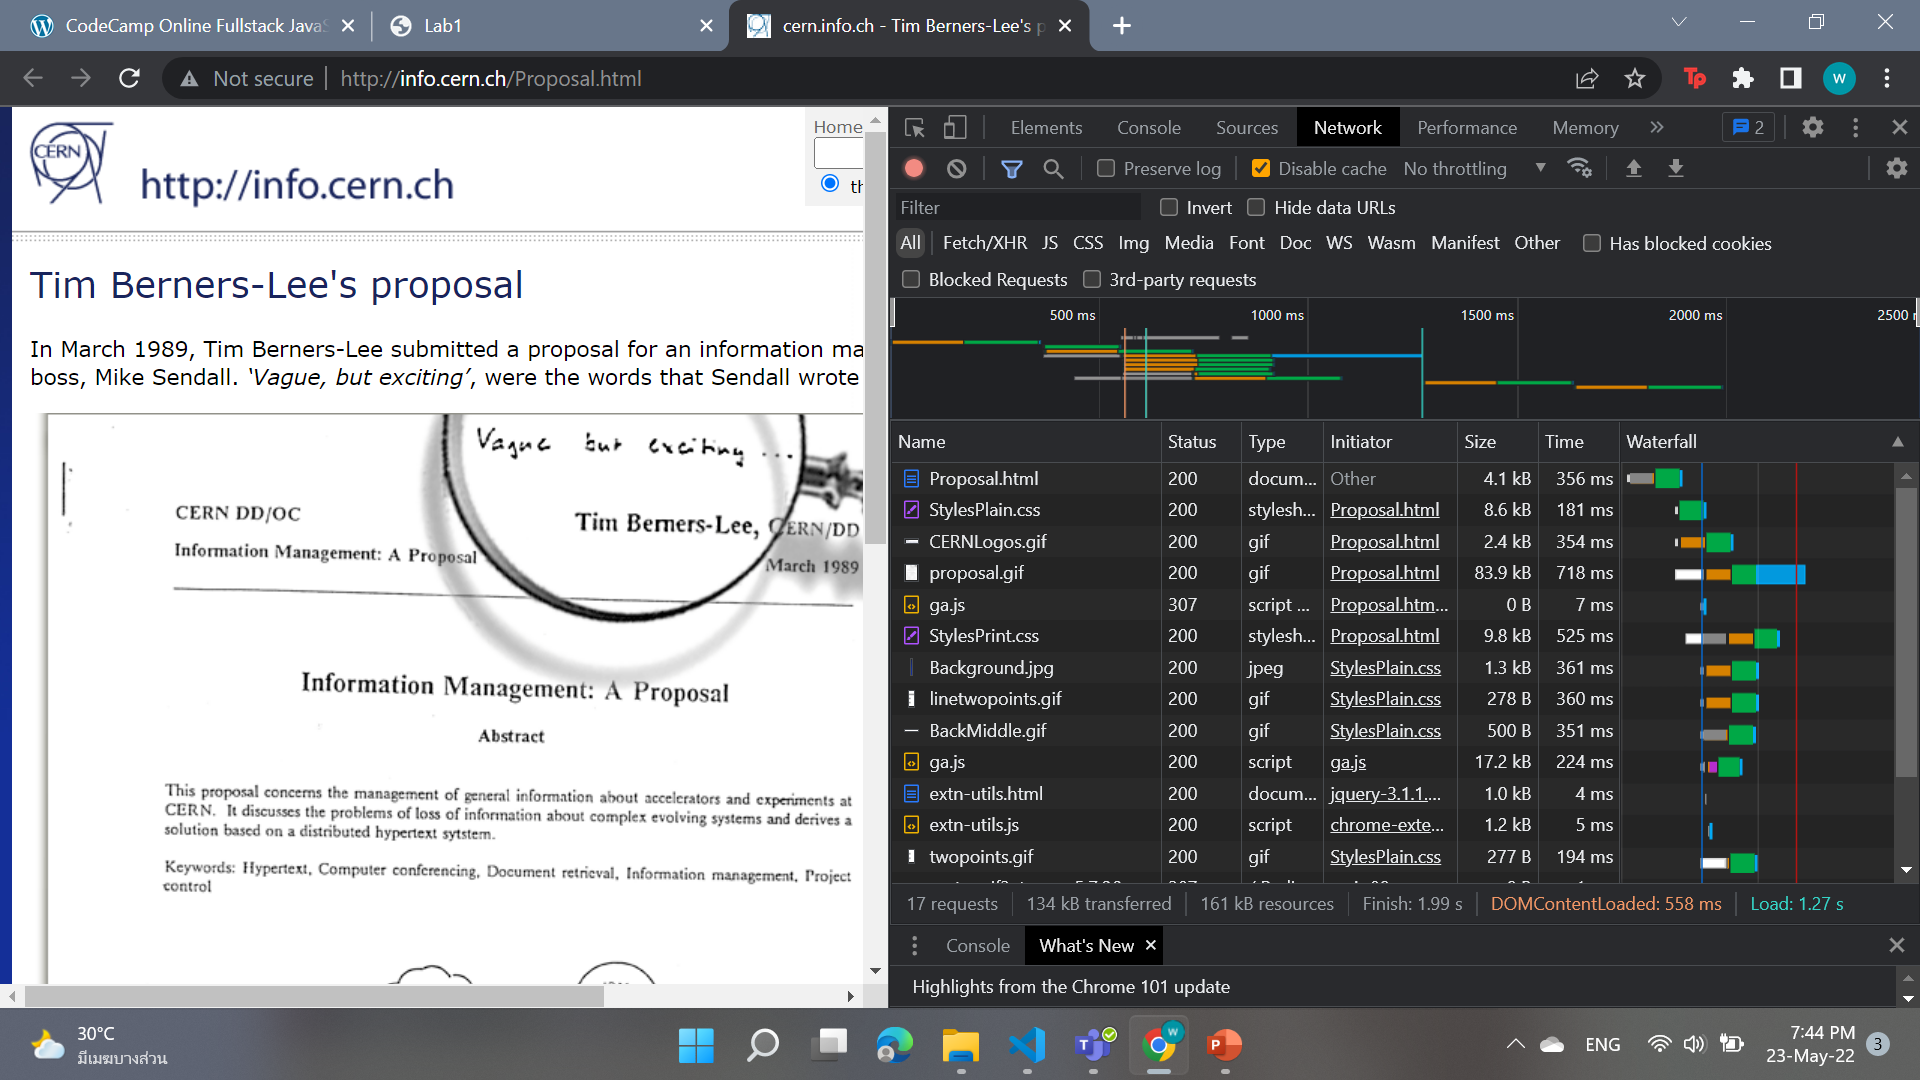 CodeCamp Online Fullstack JavaS
Lab1
cern.info.ch - Tim Berners-Lee's p
Not secure
http://info.cern.ch/Proposal.html
W
CERN
http://info.cern.ch
Home
th
Tim Berners-Lee's proposal
In March 1989, Tim Berners-Lee submitted a proposal for an information ma
boss, Mike Sendall. ‘Vague, but exciting’, were the words that Sendall wrote
Vague but exciting ...
CERN DD/OC
Tim Berners-Lee, CERN/DD
Information Management: A Proposal
March 1989
Information Management: A Proposal
Abstract
This proposal concerns the management of general information about accelerators and experiments at
CERN. It discusses the problems of loss of information about complex evolving systems and derives a
solution based on a distributed hypertext sytstem.
Keywords: Hypertext, Computer conferencing, Document retrieval, Information management, Project
control
Elements Console Sources Network Performance Memory 2
Preserve log Disable cache No throttling
Filter Invert Hide data URLs
All Fetch/XHR JS CSS Img Media Font Doc WS Wasm Manifest Other Has blocked cookies
Blocked Requests 3rd-party requests
500 ms 1000 ms 1500 ms 2000 ms 2500
Name Status Type Initiator Size Time Waterfall
Proposal.html 200 docum... Other 4.1 kB 356 ms
StylesPlain.css 200 stylesh... Proposal.html 8.6 kB 181 ms
CERNLogos.gif 200 gif Proposal.html 2.4 kB 354 ms
proposal.gif 200 gif Proposal.html 83.9 kB 718 ms
ga.js 307 script ... Proposal.htm... 0 B 7 ms
StylesPrint.css 200 stylesh... Proposal.html 9.8 kB 525 ms
Background.jpg 200 jpeg StylesPlain.css 1.3 kB 361 ms
linetwopoints.gif 200 gif StylesPlain.css 278 B 360 ms
BackMiddle.gif 200 gif StylesPlain.css 500 B 351 ms
ga.js 200 script ga.js 17.2 kB 224 ms
extn-utils.html 200 docum... jquery-3.1.1.... 1.0 kB 4 ms
extn-utils.js 200 script chrome-exte... 1.2 kB 5 ms
twopoints.gif 200 gif StylesPlain.css 277 B 194 ms
17 requests 134 kB transferred 161 kB resources Finish: 1.99 s DOMContentLoaded: 558 ms Load: 1.27 s
Console What's New
Highlights from the Chrome 101 update
30°C
มีเมฆบางส่วน
ENG
7:44 PM
23-May-22
3